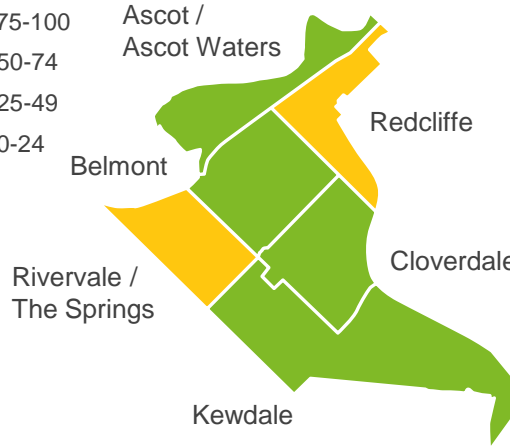 75-100
50-74
25-49
0-24
Ascot /
Ascot Waters
Redcliffe
Belmont
Cloverdale
Rivervale /
The Springs
Kewdale